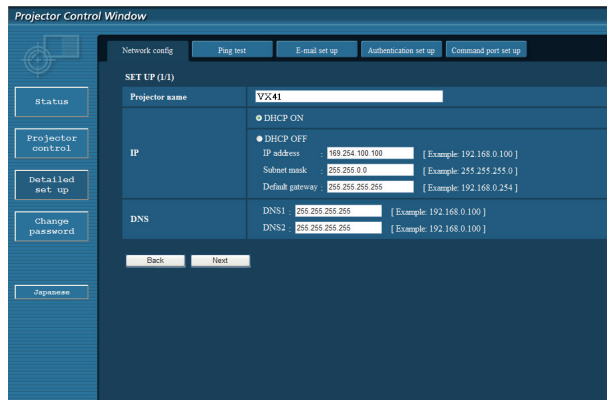 Projector Control Window
Network config Ping test E-mail set up Authentication set up Command port set up
SET UP (1/1)
Status
Projector control
Detailed set up
Change password
Japanese
Projector name VX41
IP
DHCP ON
DHCP OFF
IP address : 169.254.100.100 [ Example: 192.168.0.100 ]
Subnet mask : 255.255.0.0 [ Example: 255.255.255.0 ]
Default gateway : 255.255.255.255 [ Example: 192.168.0.254 ]
DNS
DNS1 : 255.255.255.255 [ Example: 192.168.0.100 ]
DNS2 : 255.255.255.255 [ Example: 192.168.0.100 ]
Back Next